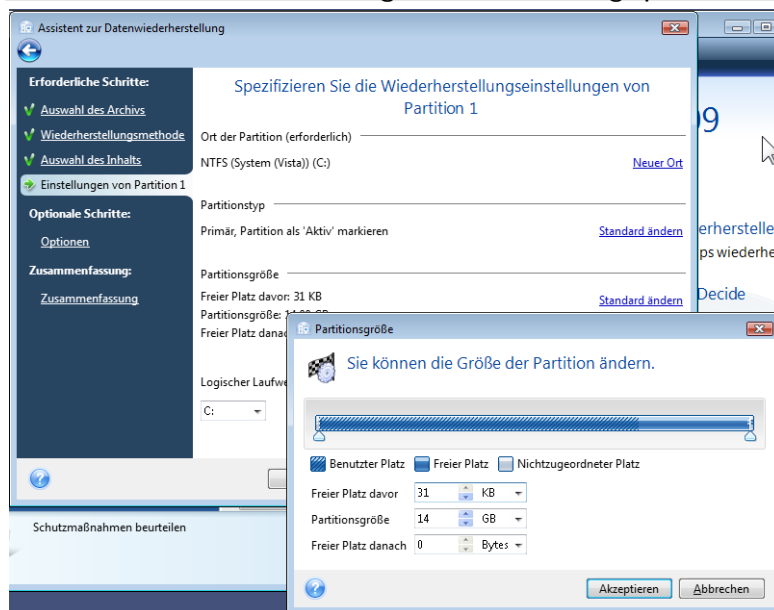 Assistent zur Datenwiederherstellung
Erforderliche Schritte:
Auswahl des Archivs
Wiederherstellungsmethode
Auswahl des Inhalts
Einstellungen von Partition 1
Optionale Schritte:
Optionen
Zusammenfassung:
Zusammenfassung
Spezifizieren Sie die Wiederherstellungseinstellungen von
Partition 1
Ort der Partition (erforderlich)
NTFS (System (Vista)) (C:) Neuer Ort
Partitionstyp
Primär, Partition als 'Aktiv' markieren Standard ändern
Partitionsgröße
Freier Platz davor: 31 KB Standard ändern
Partitionsgröße:
Freier Platz
Logischer
C:
09
ps
Decide
Schutzmaßnahmen beurteilen
Partitionsgröße
Sie können die Größe der Partition ändern.
Benutzter Platz Freier Platz Nichtzugeordneter Platz
Freier Platz davor 31 KB
Partitionsgröße 14 GB
Freier Platz danach 0 Bytes
Akzeptieren Abbrechen